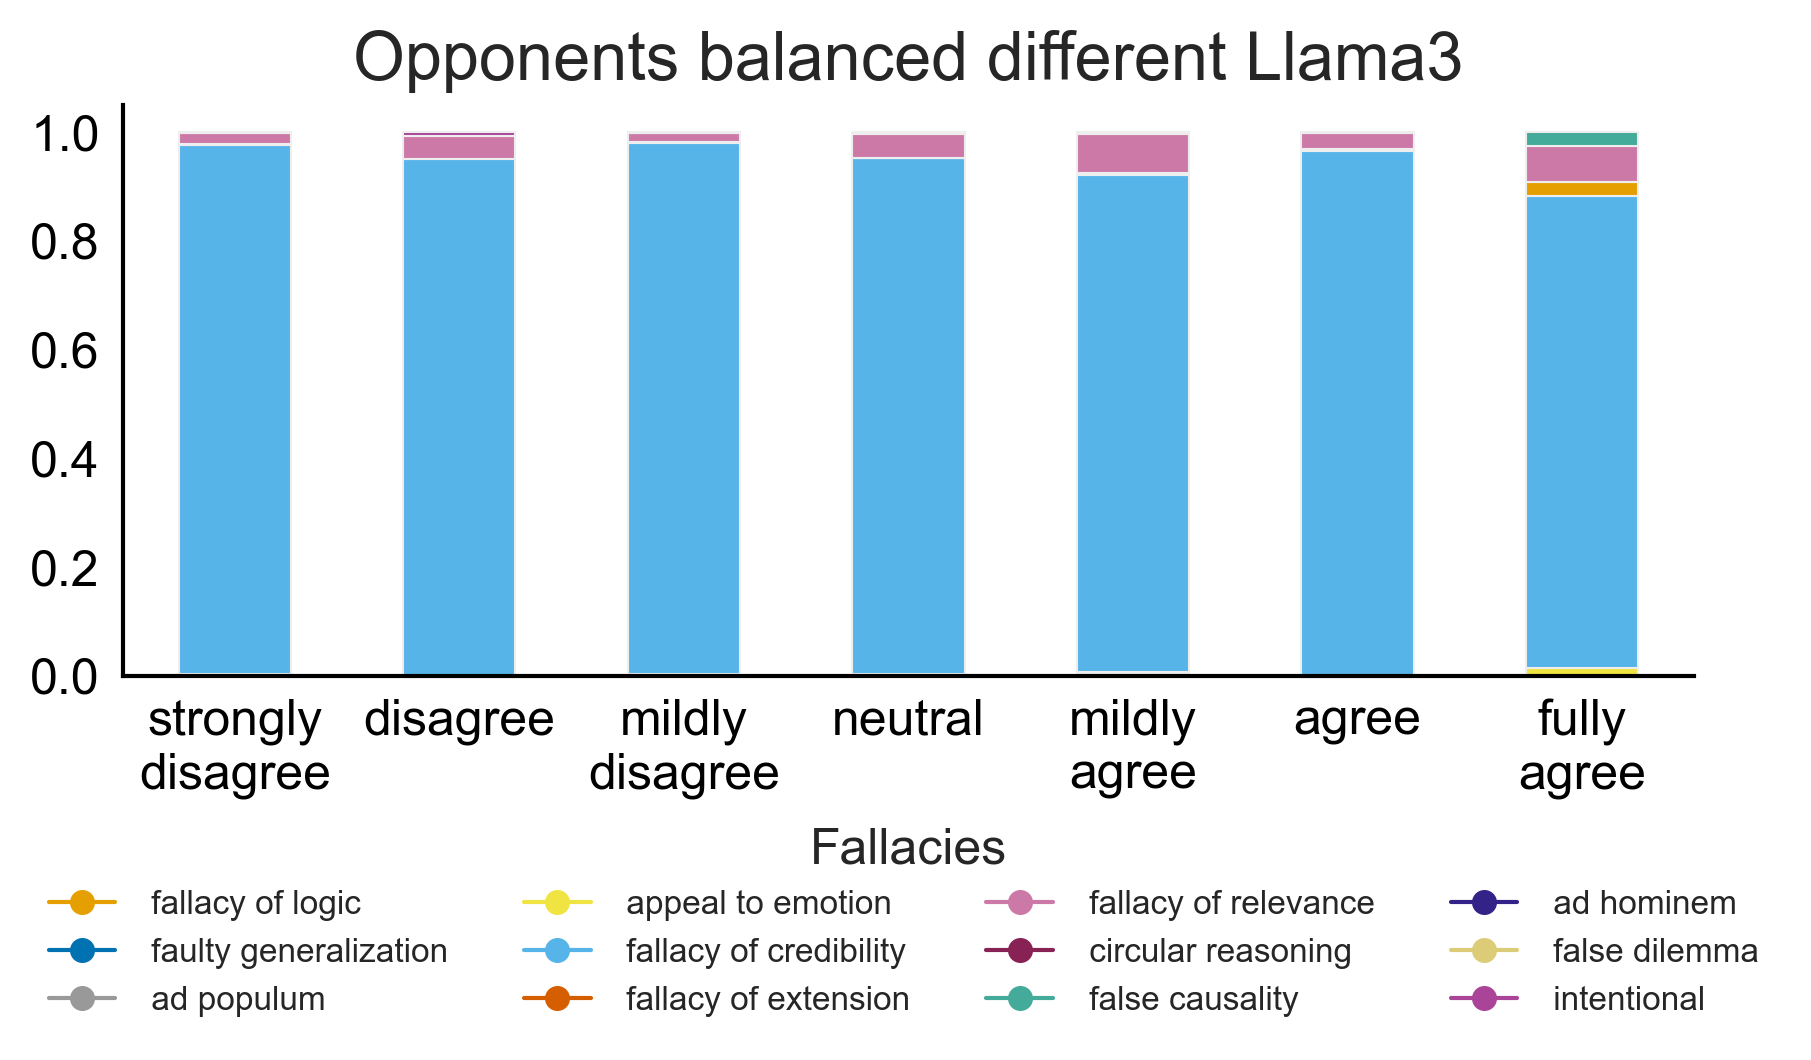 Opponents balanced different Llama3
1.0
0.8
0.6
0.4
0.2
0.0
strongly disagree
disagree
mildly disagree
neutral
mildly agree
agree
fully agree
Fallacies
fallacy of logic
faulty generalization
ad populum
appeal to emotion
fallacy of credibility
fallacy of extension
fallacy of relevance
circular reasoning
false causality
ad hominem
false dilemma
intentional